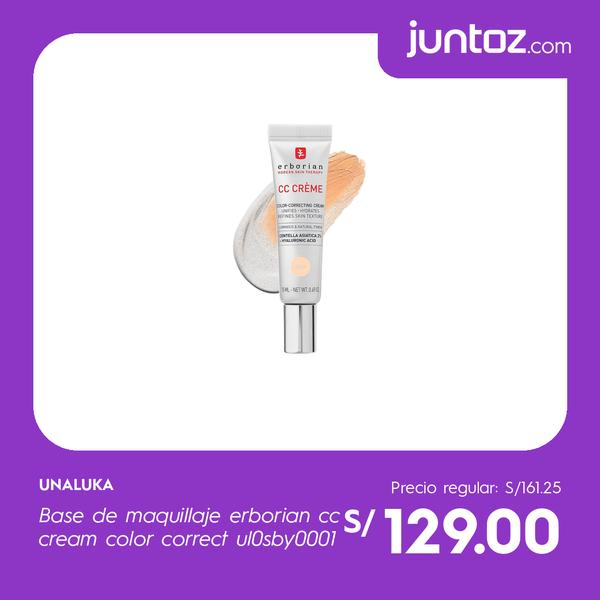 juntoz.com
erborian
KOREAN SKIN THERAPY
CC CRÈME
COLOR-CORRECTING CREAM
UNIFIES • HYDRATES
REFINES SKIN TEXTURE
CENTELLA ASIATICA
HYALURONIC ACID
UNALUKA
Precio regular: S/161.25
Base de maquillaje erborian cc
cream color correct ul0sby0001
S/ 129.00